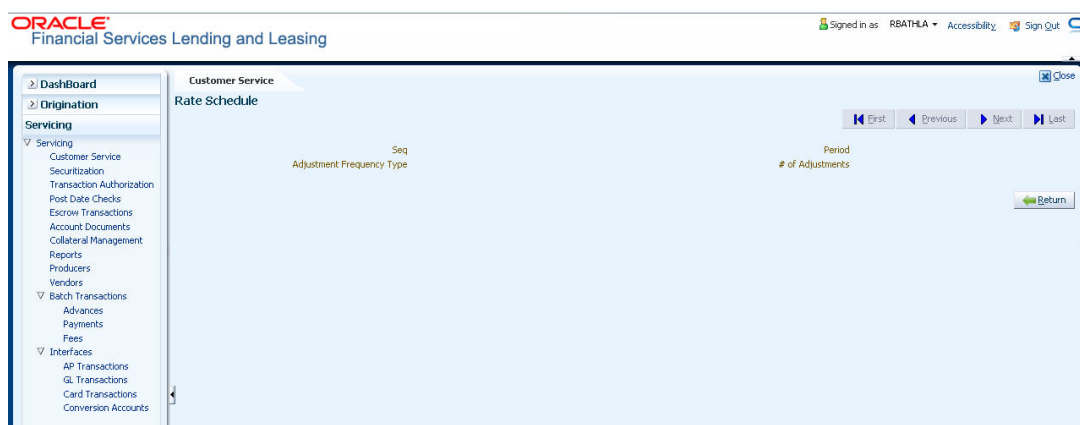 ORACLE
Financial Services Lending and Leasing
Signed in as RBATHLA Accessibility Sign Out
DashBoard
Origination
Servicing
Servicing
Customer Service
Securitization
Transaction Authorization
Post Date Checks
Escrow Transactions
Account Documents
Collateral Management
Reports
Producers
Vendors
Batch Transactions
Advances
Payments
Fees
Interfaces
AP Transactions
GL Transactions
Card Transactions
Conversion Accounts
Customer Service
Close
Rate Schedule
First Previous Next Last
Seq Period
Adjustment Frequency Type # of Adjustments
Return